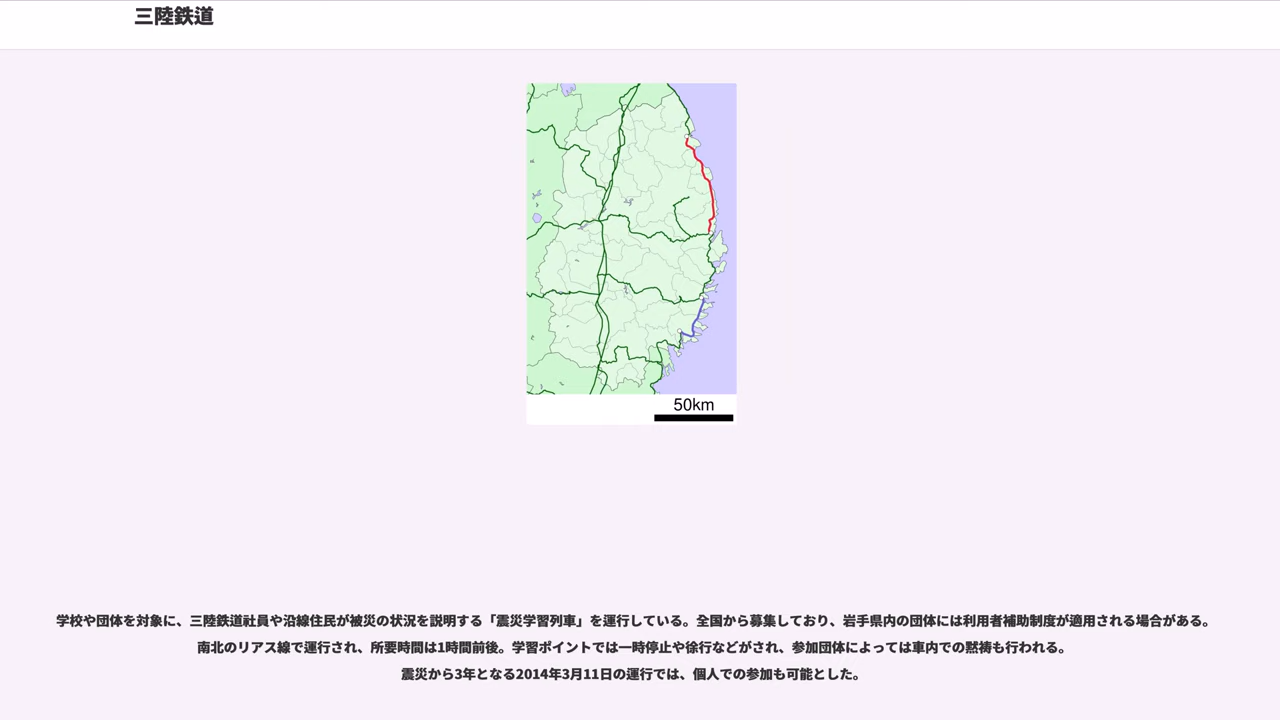 三陸鉄道
50km
学校や団体を対象に、三陸鉄道社員や沿線住民が被災の状況を説明する「震災学習列車」を運行している。全国から募集しており、岩手県内の団体には利用者補助制度が適用される場合がある。
南北のリアス線で運行され、所要時間は1時間前後。学習ポイントでは一時停止や徐行などがされ、参加団体によっては車内での黙祷も行われる。
震災から3年となる2014年3月11日の運行では、個人での参加も可能とした。